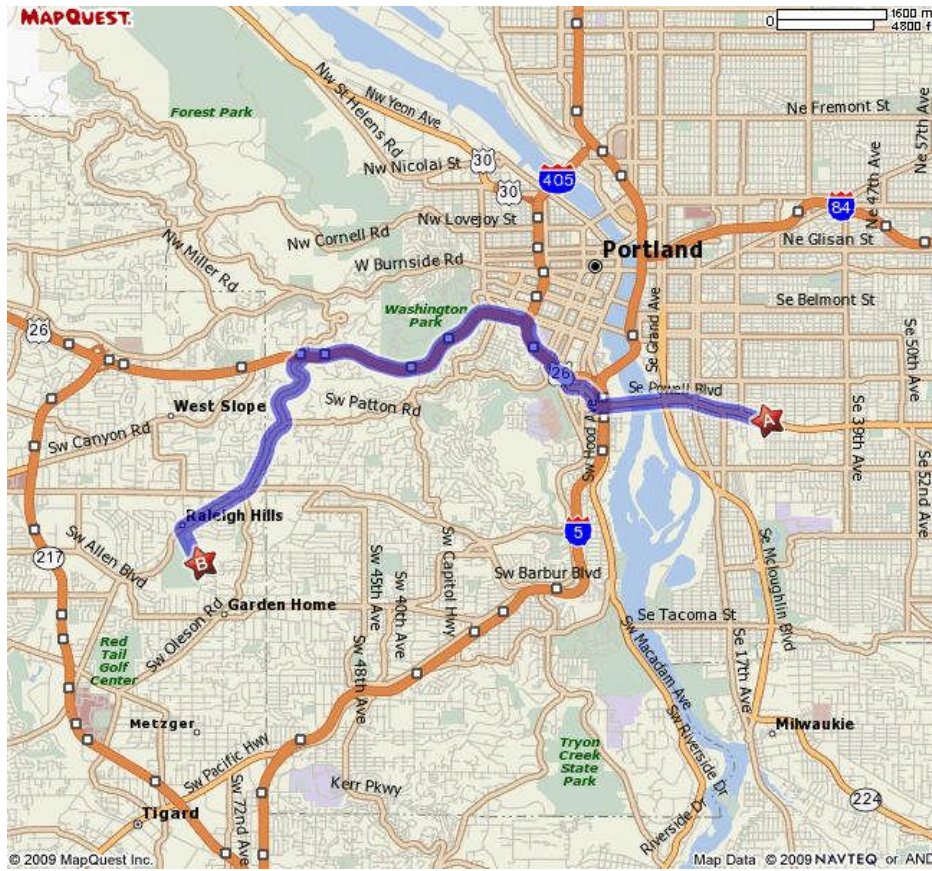 MAPQUEST.
0
1600 m
4800 f
Forest Park
Nw Yeon Ave
Nw St Helens Rd
Ne Fremont St
Ne 57th Ave
Nw Nicolai St
30
30
405
Ne 47th Ave
84
Nw Lovejoy St
Nw Cornell Rd
Ne Glisan St
Nw Miller Rd
W Burnside Rd
Portland
Se Grand Ave
Se Belmont St
Washington
Park
26
Se 50th Ave
26
Se Powell Blvd
A
West Slope
Sw Patton Rd
Sw Canyon Rd
Sw Hood Ave
Se 39th Ave
Se 52nd Ave
Raleigh Hills
5
217
Sw Allen Blvd
B
Sw 45th Ave
Sw 40th Ave
Sw Capitol Hwy
Sw Barbur Blvd
Se Mcloughlin Blvd
Garden Home
Se Tacoma St
Sw Oleson Rd
Red
Tail
Golf
Center
Sw 48th Ave
Sw Macadam Ave
Se 17th Ave
Metzger
Sw Riverside Dr
Milwaukie
Sw Pacific Hwy
Tryon
Creek
State
Park
Kerr Pkwy
Sw 72nd Ave
Tigard
Riverside Dr
224
© 2009 MapQuest Inc.
Map Data © 2009 NAVTEQ or AND